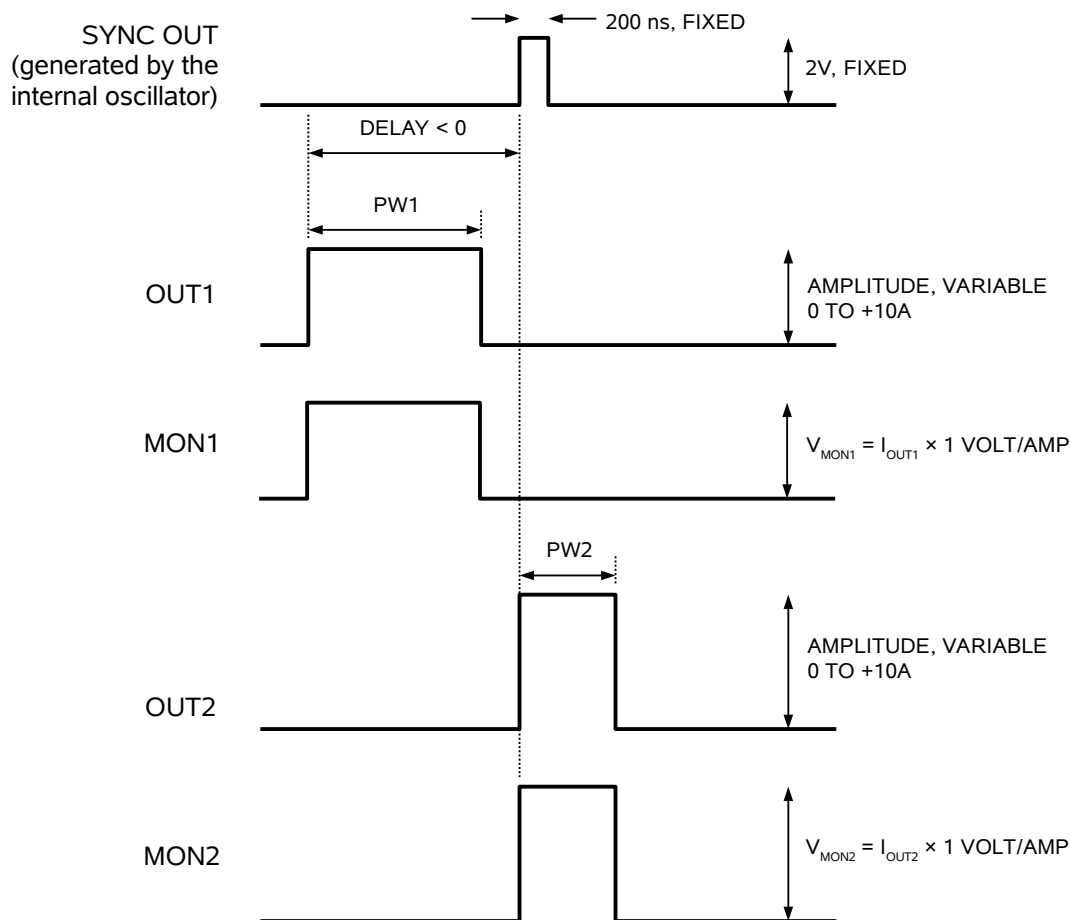 200 ns, FIXED
SYNC OUT
(generated by the
internal oscillator)
2V, FIXED
DELAY < 0
PW1
OUT1
AMPLITUDE, VARIABLE
0 TO +10A
MON1
V_MON1 = I_OUT1 × 1 VOLT/AMP
PW2
AMPLITUDE, VARIABLE
0 TO +10A
OUT2
MON2
V_MON2 = I_OUT2 × 1 VOLT/AMP